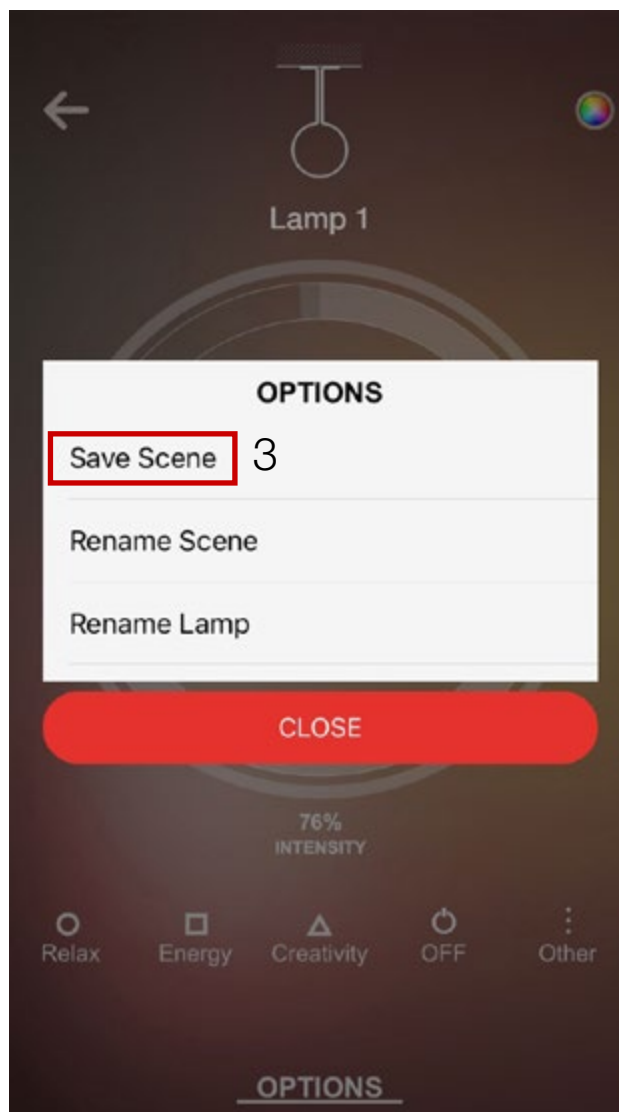 Lamp 1
OPTIONS
Save Scene 3
Rename Scene
Rename Lamp
CLOSE
76%
INTENSITY
Relax Energy Creativity OFF Other
OPTIONS